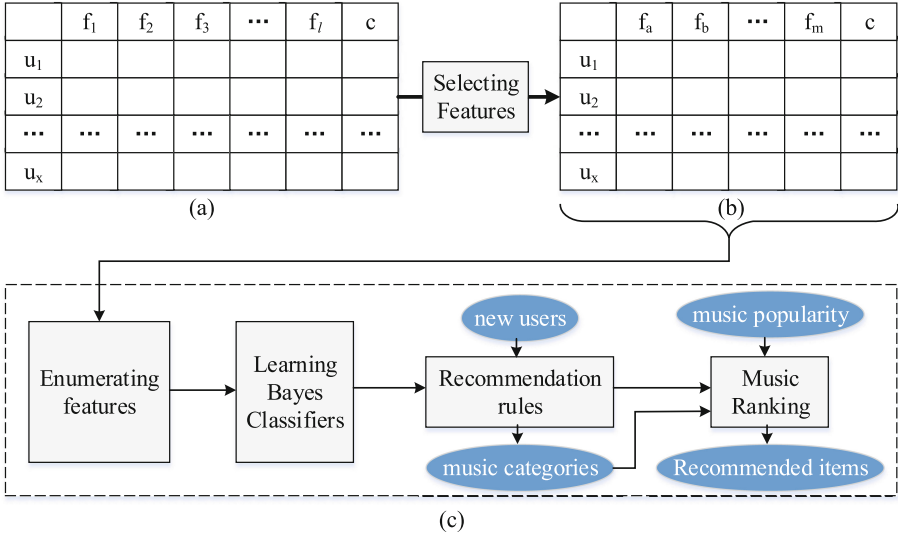 f₁ f₂ f₃ ... fₗ c
u₁
u₂
... ... ... ... ... ... ...
uₓ
(a)
Selecting
Features
fₐ f_b ... fₘ c
u₁
u₂
... ... ... ... ... ...
uₓ
(b)
Enumerating
features
Learning
Bayes
Classifiers
new users
Recommendation
rules
music categories
music popularity
Music
Ranking
Recommended items
(c)